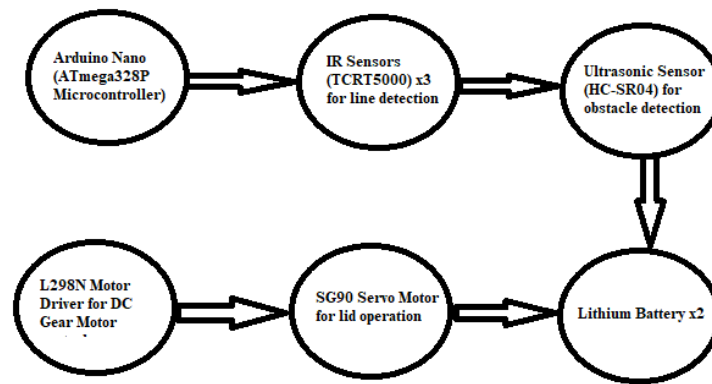 Arduino Nano
(ATmega328P
Microcontroller)
IR Sensors
(TCRT5000) x3
for line detection
Ultrasonic Sensor
(HC-SR04) for
obstacle detection
L298N Motor
Driver for DC
Gear Motor
SG90 Servo Motor
for lid operation
Lithium Battery x2